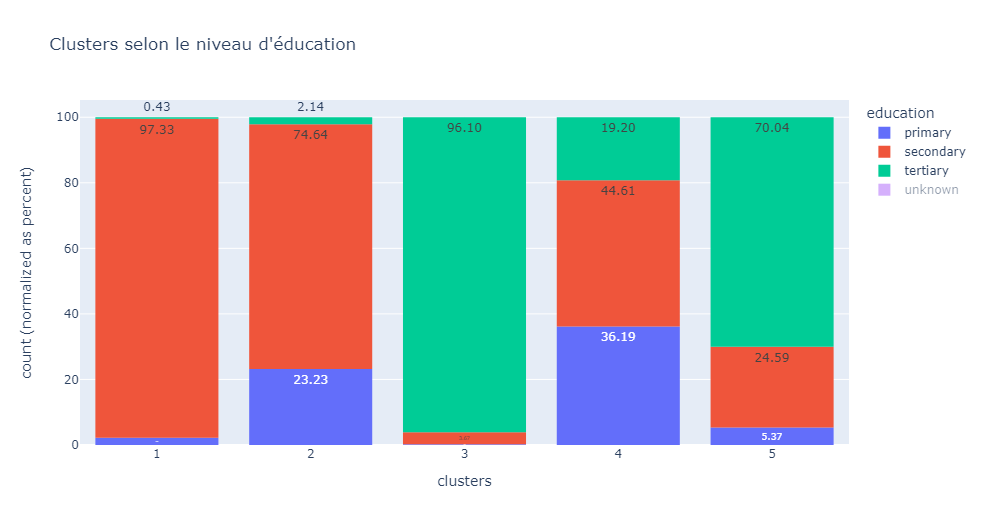 Clusters selon le niveau d'éducation
0.43
2.14
100
97.33
74.64
96.10
19.20
70.04
education
primary
secondary
tertiary
unknown
80
44.61
60
40
36.19
24.59
20
23.23
5.37
0
1
2
3
4
5
clusters
count (normalized as percent)